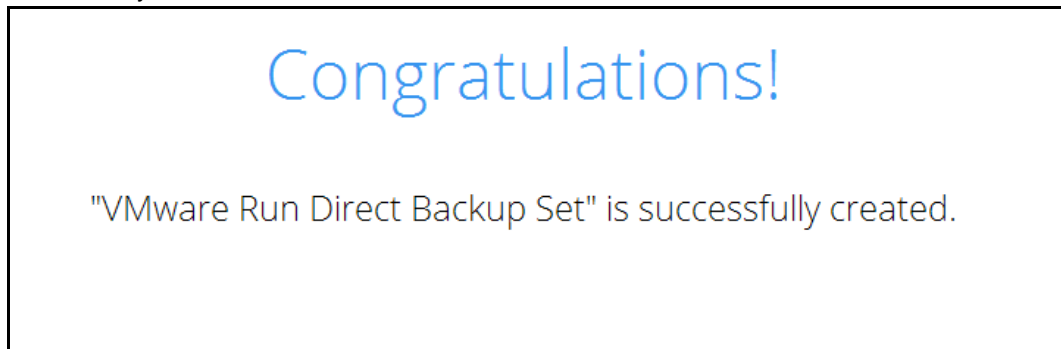 Congratulations!
"VMware Run Direct Backup Set" is successfully created.